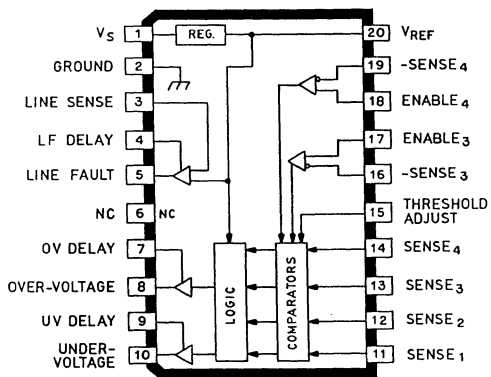 VS 1 REG. 20 VREF
GROUND 2 19 -SENSE4
LINE SENSE 3 18 ENABLE4
LF DELAY 4 17 ENABLE3
LINE FAULT 5 16 -SENSE3
NC 6 NC 15 THRESHOLD
ADJUST
OV DELAY 7 14 SENSE4
OVER-VOLTAGE 8 13 SENSE3
UV DELAY 9 12 SENSE2
UNDER-
VOLTAGE 10 11 SENSE1
LOGIC
COMPARATORS